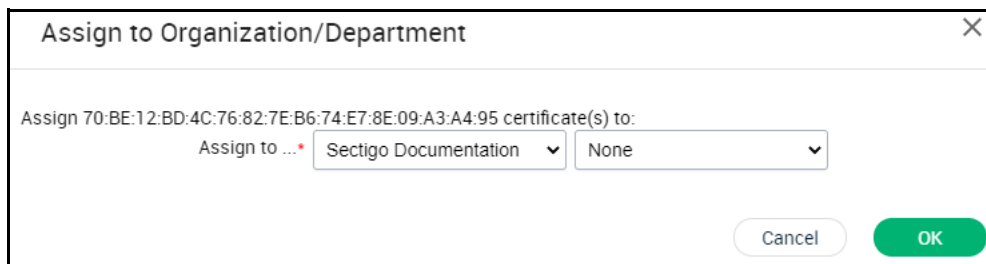 Assign to Organization/Department
Assign 70:BE:12:BD:4C:76:82:7E:B6:74:E7:8E:09:A3:A4:95 certificate(s) to:
Assign to ...* Sectigo Documentation None
Cancel OK